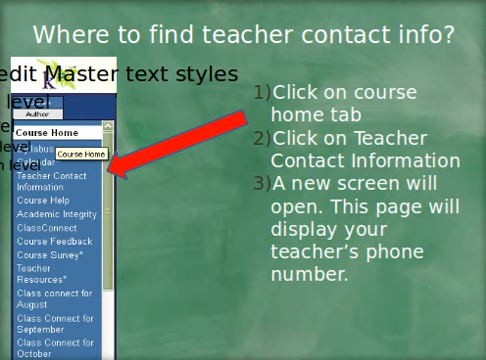 Where to find teacher contact info?
edit Master text styles
level
level
Author
Course Home
Course Home
Calendar
Teacher Contact
Information
Course Help
Academic Integrity
ClassConnect
Course Feedback
Course Survey*
Teacher
Resources*
Class connect for
August
Class Connect for
September
Class Connect for
October
1)Click on course
home tab
2)Click on Teacher
Contact Information
3)A new screen will
open. This page will
display your
teacher’s phone
number.